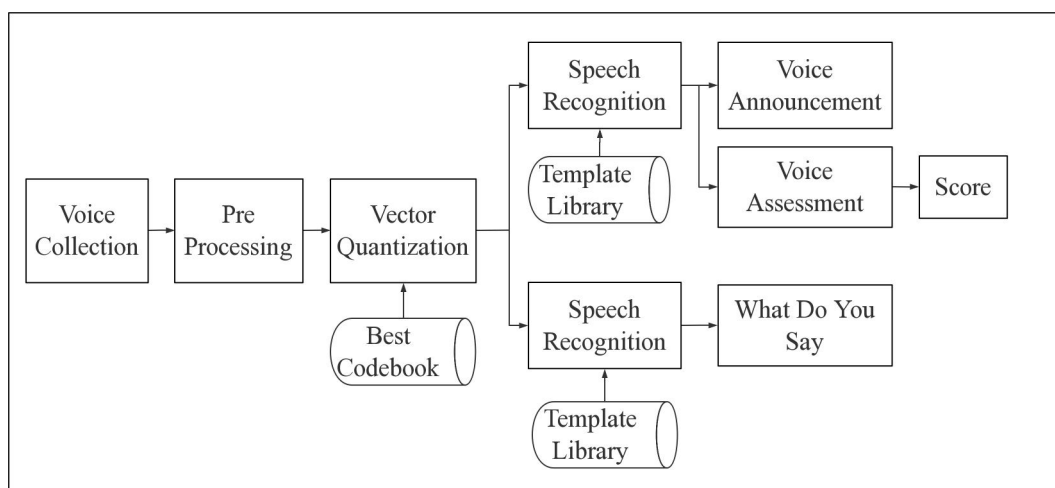 Voice
Collection
Pre
Processing
Vector
Quantization
Best
Codebook
Speech
Recognition
Template
Library
Voice
Announcement
Voice
Assessment
Score
Speech
Recognition
Template
Library
What Do You
Say